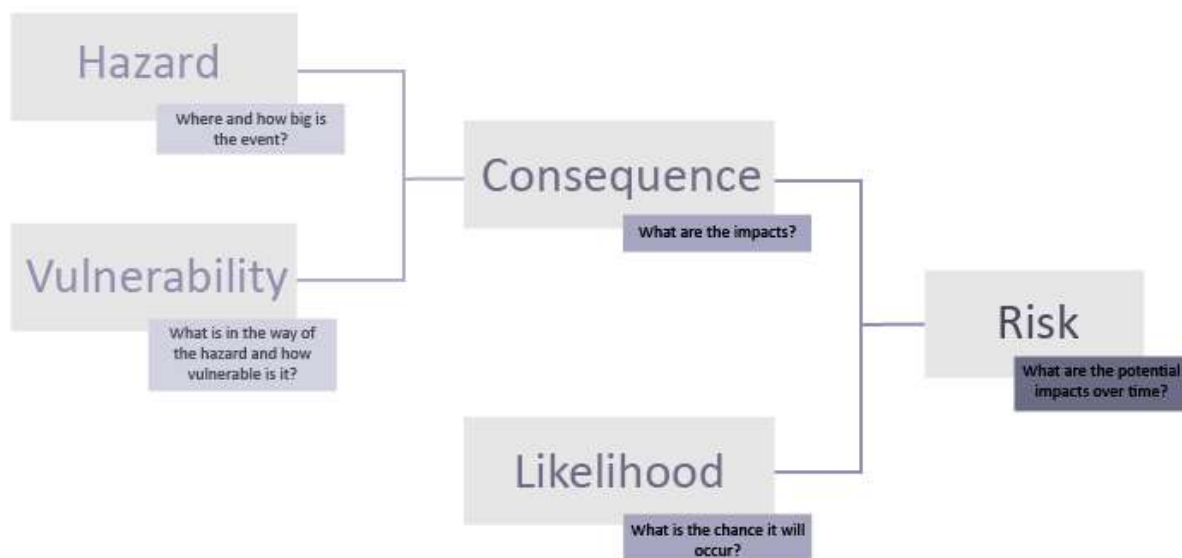 Hazard
Where and how big is
the event?
Vulnerability
What is in the way of
the hazard and how
vulnerable is it?
Consequence
What are the impacts?
Likelihood
What is the chance it will
occur?
Risk
What are the potential
impacts over time?